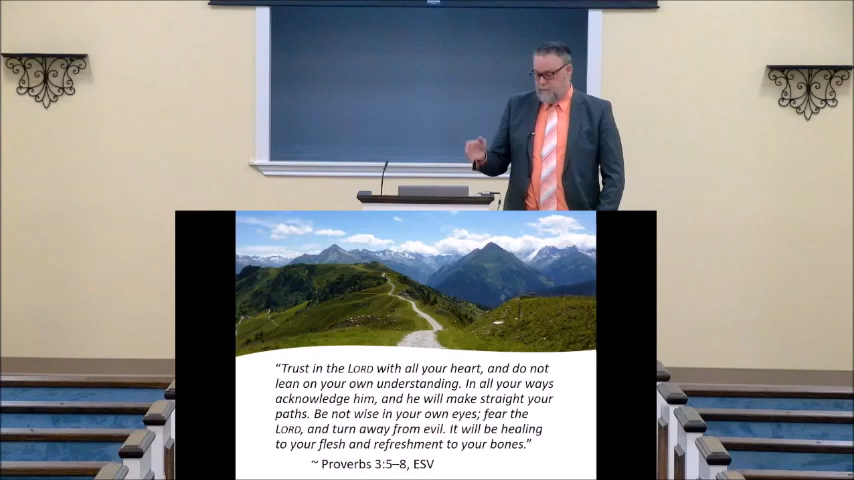 “Trust in the LORD with all your heart, and do not
lean on your own understanding. In all your ways
acknowledge him, and he will make straight your
paths. Be not wise in your own eyes; fear the
LORD, and turn away from evil. It will be healing
to your flesh and refreshment to your bones.”
~ Proverbs 3:5–8, ESV